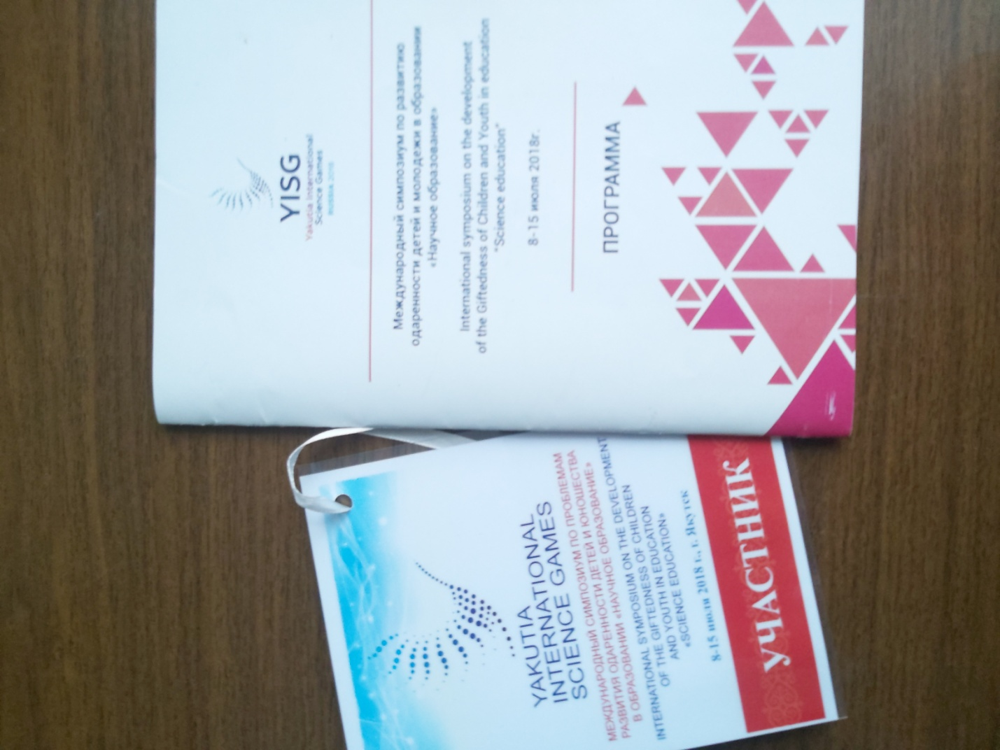 YISG
Yakutia International
Science Games
RUSSIA 2018
Международный симпозиум по развитию
одаренности детей и молодежи в образовании
«Научное образование»
International symposium on the development
of the Giftedness of Children and Youth in education
"Science education"
8-15 июля 2018г.
ПРОГРАММА
YAKUTIA
INTERNATIONAL
SCIENCE GAMES
МЕЖДУНАРОДНЫЙ СИМПОЗИУМ ПО ПРОБЛЕМАМ
РАЗВИТИЯ ОДАРЕННОСТИ ДЕТЕЙ И ЮНОШЕСТВА
В ОБРАЗОВАНИИ «НАУЧНОЕ ОБРАЗОВАНИЕ»
INTERNATIONAL SYMPOSIUM ON THE DEVELOPMENT
OF THE GIFTEDNESS OF CHILDREN
AND YOUTH IN EDUCATION
«SCIENCE EDUCATION»
8-15 июля 2018 г., г. Якутск
УЧАСТНИК